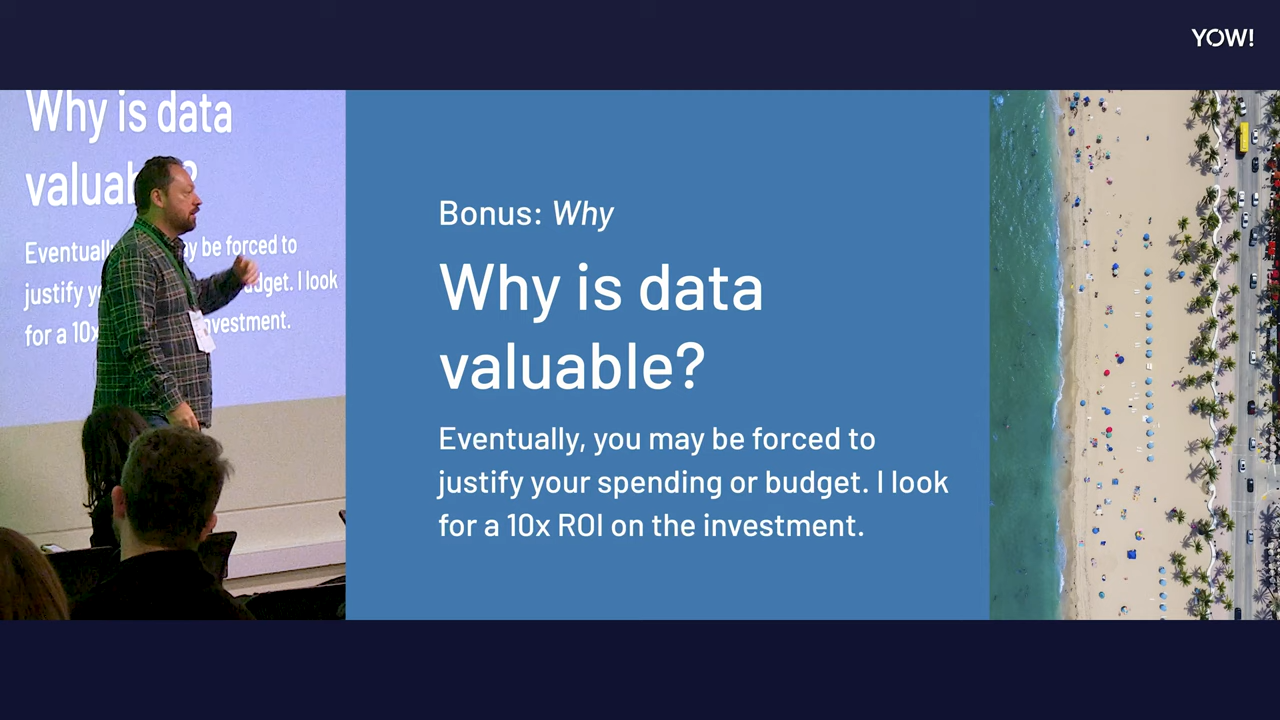 YOW!
Why is data
valuab ?
Eventuall y be forced to
justify y udget. I look
for a 10x nvestment.
Bonus: Why
Why is data
valuable?
Eventually, you may be forced to
justify your spending or budget. I look
for a 10x ROI on the investment.